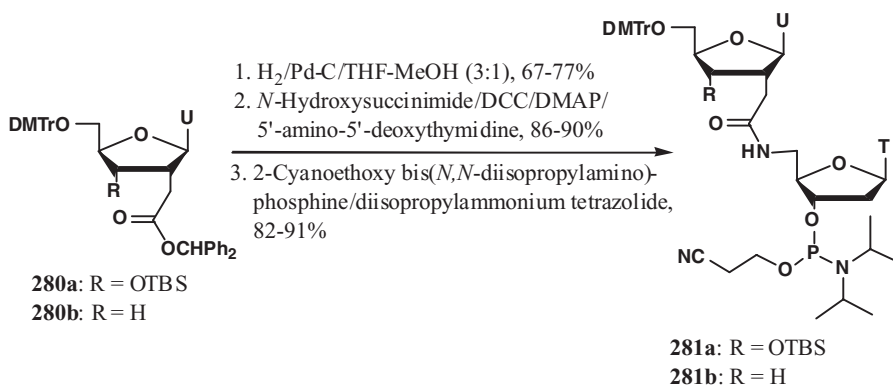 DMTrO
O
U
R
O
OCHPh₂
280a: R = OTBS
280b: R = H
1. H₂/Pd-C/THF-MeOH (3:1), 67-77%
2. N-Hydroxysuccinimide/DCC/DMAP/
5'-amino-5'-deoxythymidine, 86-90%
3. 2-Cyanoethoxy bis(N,N-diisopropylamino)-
phosphine/diisopropylammonium tetrazolide,
82-91%
DMTrO
O
U
R
O
HN
O
T
O
NC
O
P
N
281a: R = OTBS
281b: R = H